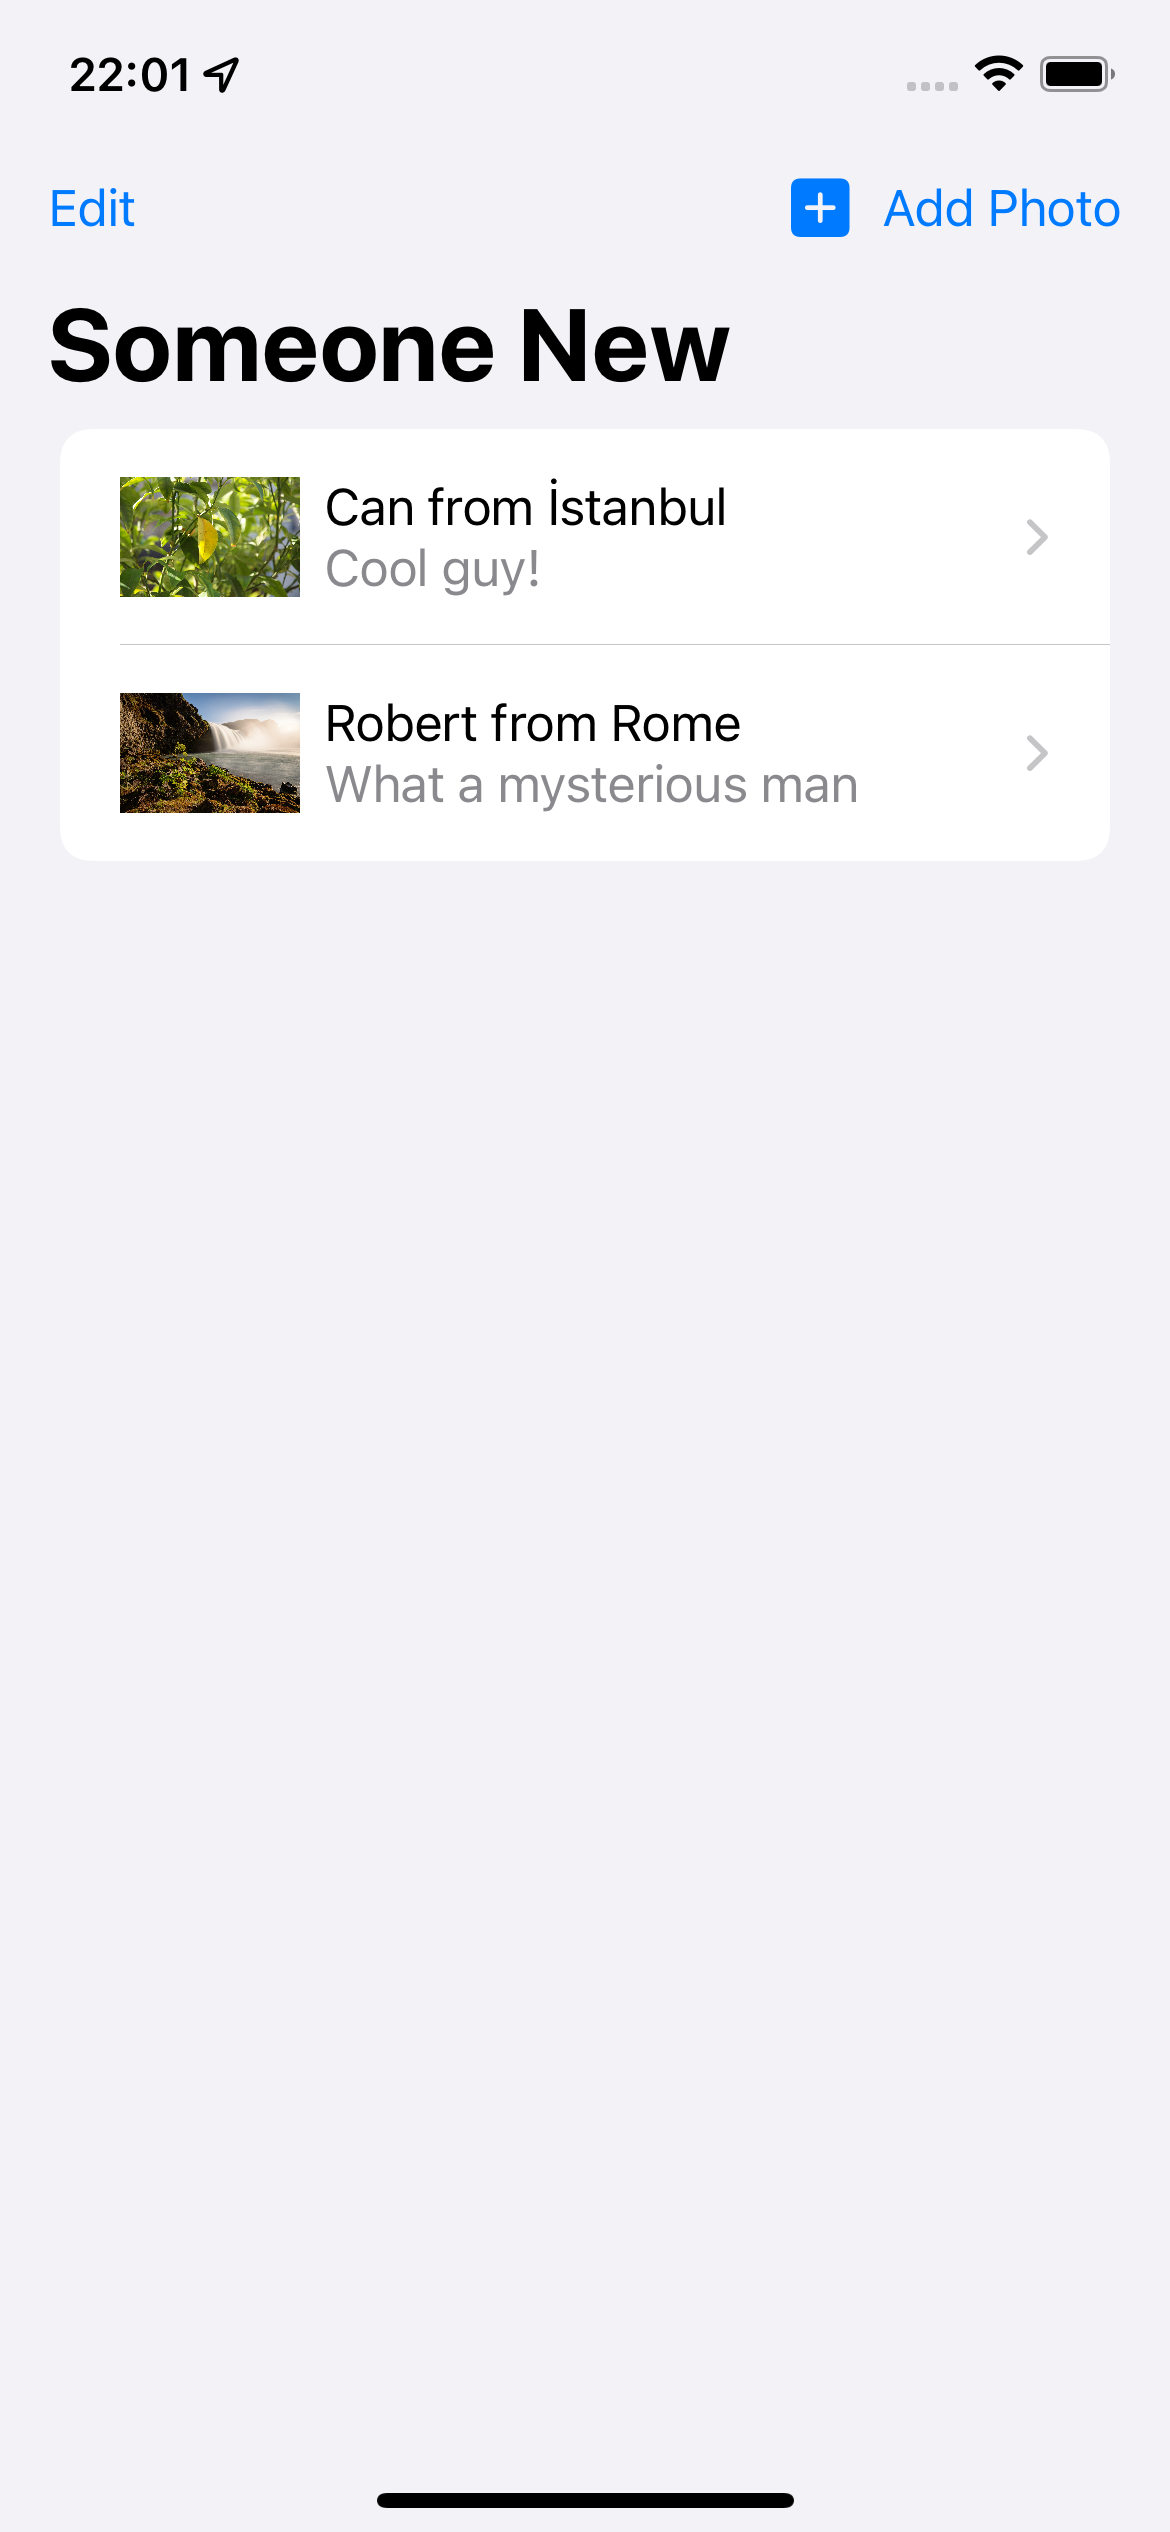 22:01
Edit
Add Photo
Someone New
Can from İstanbul
Cool guy!
Robert from Rome
What a mysterious man